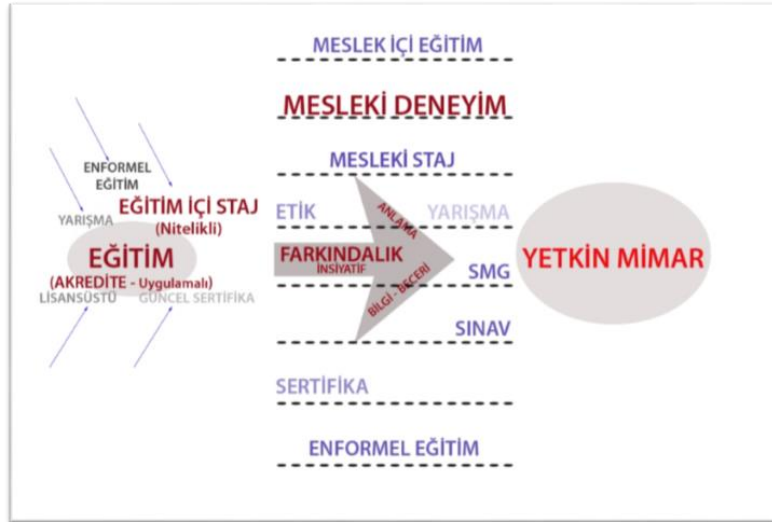 MESLEK İÇİ EĞİTİM
MESLEKİ DENEYİM
MESLEKİ STAJ
ENFORMEL
EĞİTİM
EĞİTİM İÇİ STAJ
(Nitelikli)
YARIŞMA
EĞİTİM
(AKREDİTE - Uygulamalı)
LİSANSÜSTÜ
GÜNCEL SERTİFİKA
ETİK
YARIŞMA
ANLAMA
FARKINDALIK
İNSİYATİF
BİLGİ - BECERİ
SMG
SINAV
SERTİFİKA
ENFORMEL EĞİTİM
YETKİN MİMAR